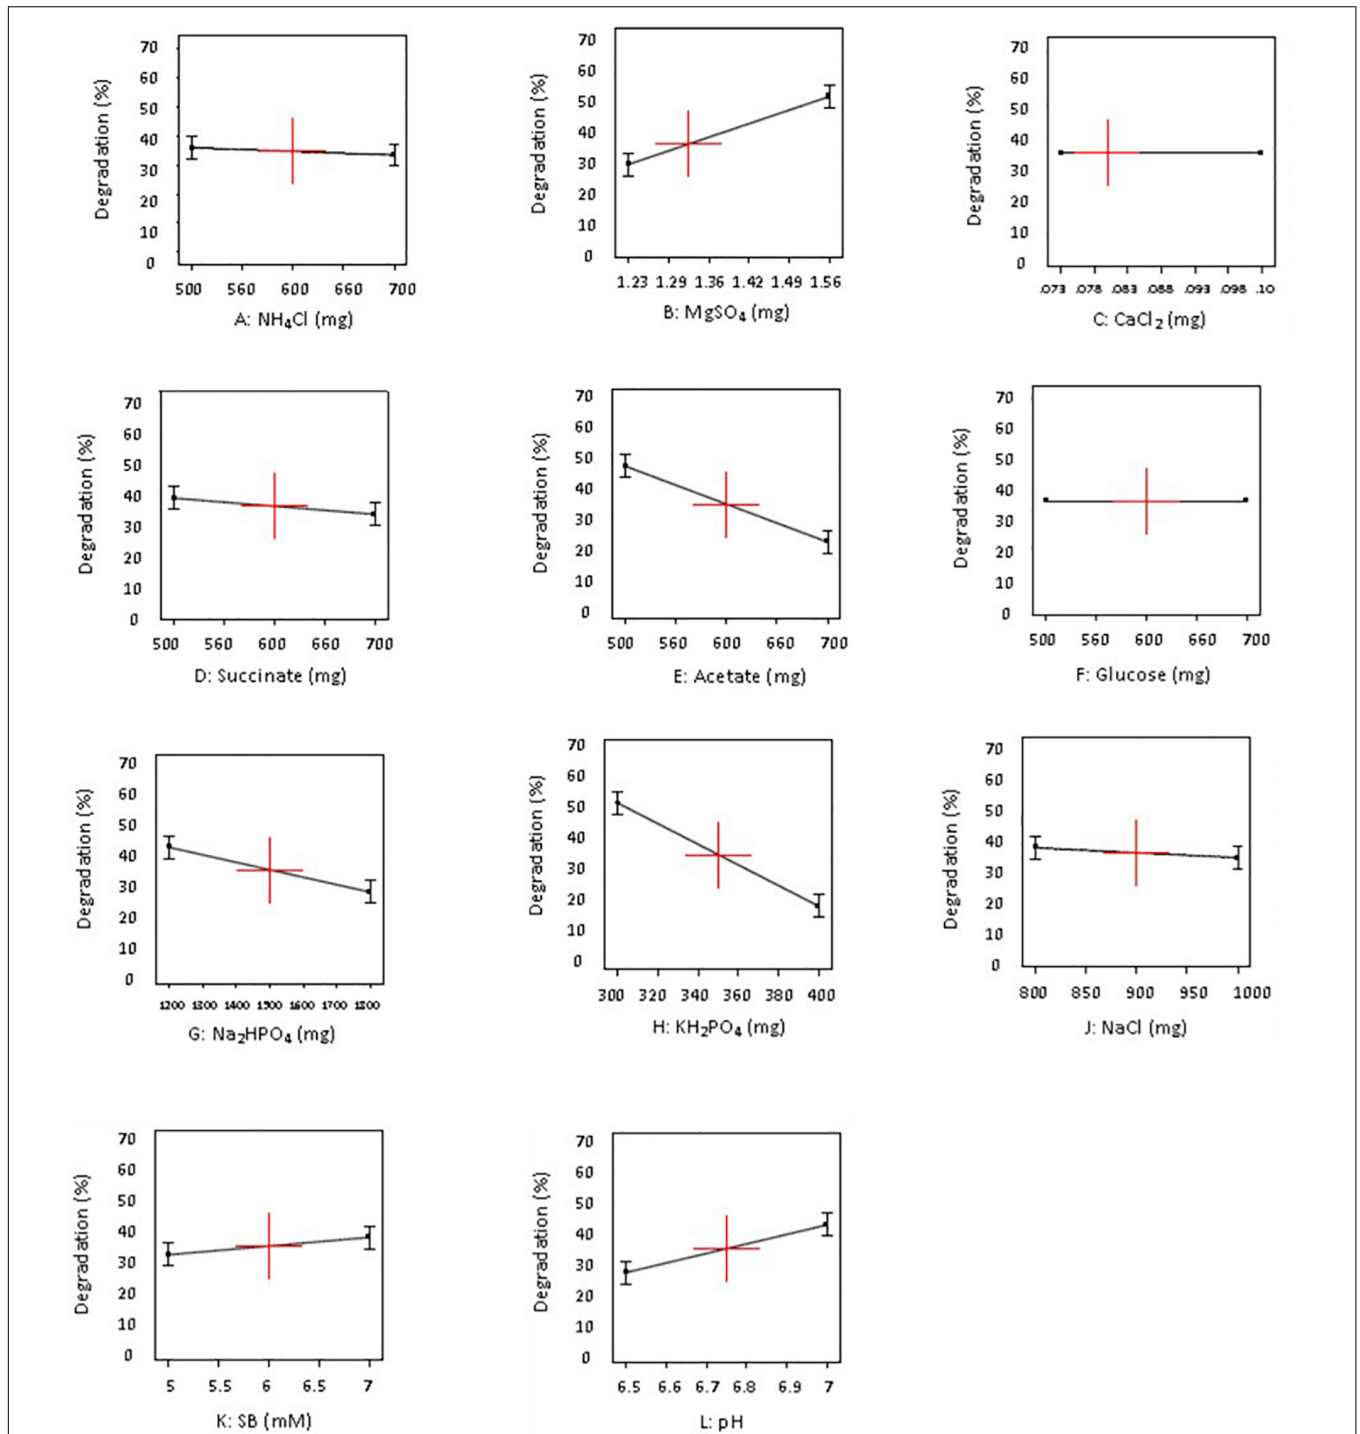 Degradation (%)
70
60
50
40
30
20
10
0
500 560 600 660 700
A: NH₄Cl (mg)
Degradation (%)
70
60
50
40
30
20
10
0
1.23 1.29 1.36 1.42 1.49 1.56
B: MgSO₄ (mg)
Degradation (%)
70
60
50
40
30
20
10
0
.073 .078 .083 .088 .093 .098 .10
C: CaCl₂ (mg)
Degradation (%)
70
60
50
40
30
20
10
0
500 560 600 660 700
D: Succinate (mg)
Degradation (%)
70
60
50
40
30
20
10
0
500 560 600 660 700
E: Acetate (mg)
Degradation (%)
70
60
50
40
30
20
10
0
500 560 600 660 700
F: Glucose (mg)
Degradation (%)
70
60
50
40
30
20
10
0
1200 1300 1400 1500 1600 1700 1800
G: Na₂HPO₄ (mg)
Degradation (%)
70
60
50
40
30
20
10
0
300 320 340 360 380 400
H: KH₂PO₄ (mg)
Degradation (%)
70
60
50
40
30
20
10
0
800 850 900 950 1000
J: NaCl (mg)
Degradation (%)
70
60
50
40
30
20
10
0
5 5.5 6 6.5 7
K: SB (mM)
Degradation (%)
70
60
50
40
30
20
10
0
6.5 6.6 6.7 6.8 6.9 7
L: pH